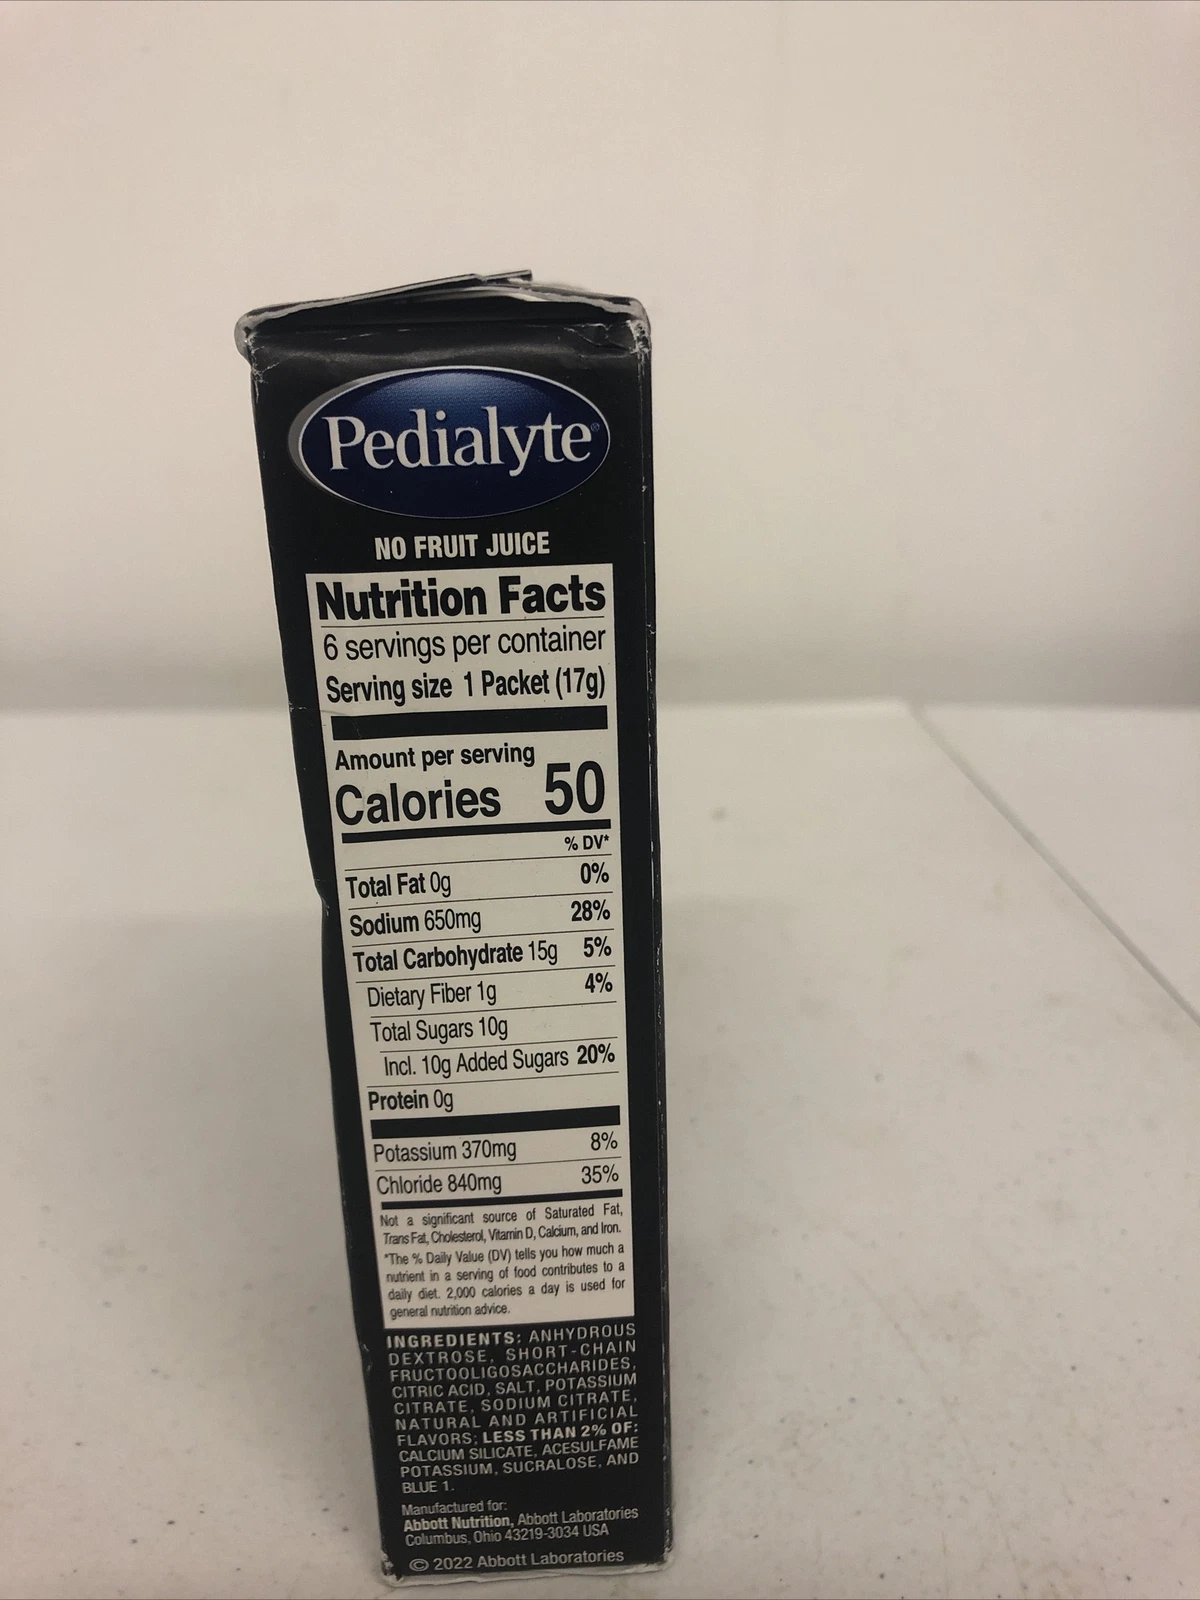 Pedialyte®
NO FRUIT JUICE
Nutrition Facts
6 servings per container
Serving size 1 Packet (17g)
Amount per serving
Calories 50
% DV*
Total Fat 0g 0%
Sodium 650mg 28%
Total Carbohydrate 15g 5%
Dietary Fiber 1g 4%
Total Sugars 10g
Incl. 10g Added Sugars 20%
Protein 0g
Potassium 370mg 8%
Chloride 840mg 35%
Not a significant source of Saturated Fat,
Trans Fat, Cholesterol, Vitamin D, Calcium, and Iron.
*The % Daily Value (DV) tells you how much a
nutrient in a serving of food contributes to a
daily diet. 2,000 calories a day is used for
general nutrition advice.
INGREDIENTS: ANHYDROUS
DEXTROSE, SHORT-CHAIN
FRUCTOOLIGOSACCHARIDES,
CITRIC ACID, SALT, POTASSIUM
CITRATE, SODIUM CITRATE,
NATURAL AND ARTIFICIAL
FLAVORS; LESS THAN 2% OF:
CALCIUM SILICATE, ACESULFAME
POTASSIUM, SUCRALOSE, AND
BLUE 1.
Manufactured for:
Abbott Nutrition, Abbott Laboratories
Columbus, Ohio 43219-3034 USA
© 2022 Abbott Laboratories